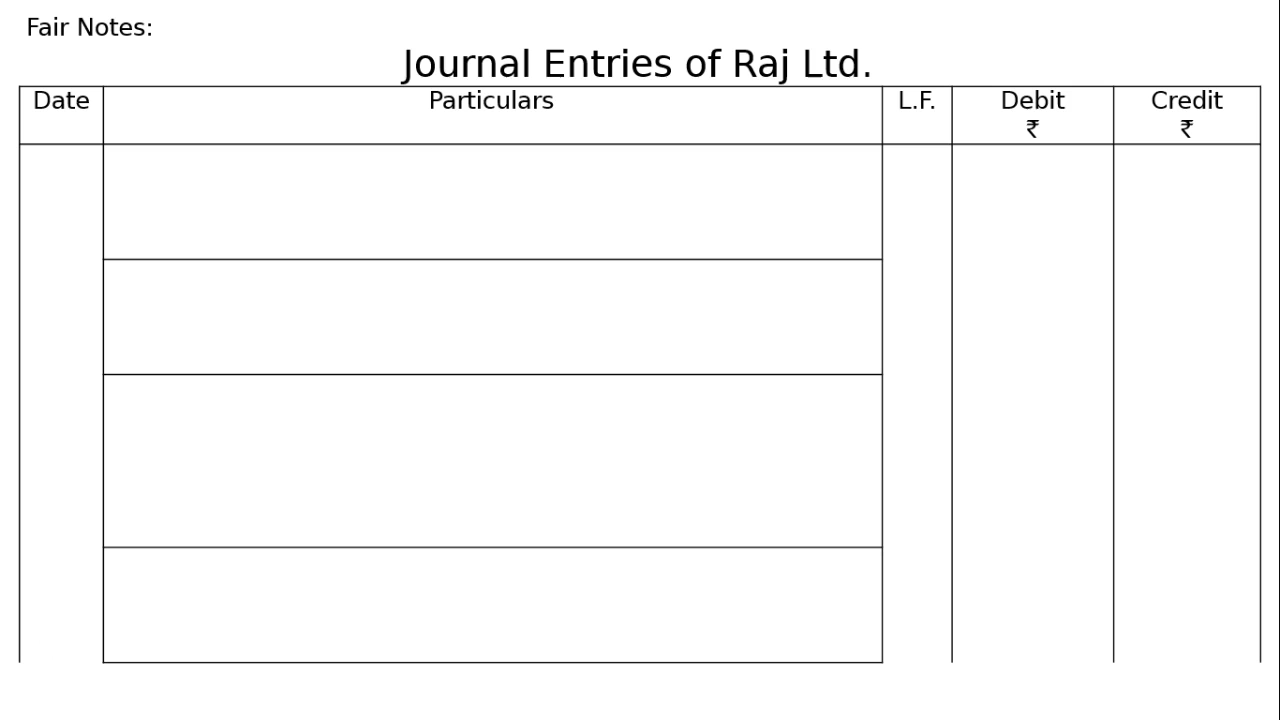 Fair Notes:
Journal Entries of Raj Ltd.
Date Particulars L.F. Debit Credit
₹ ₹